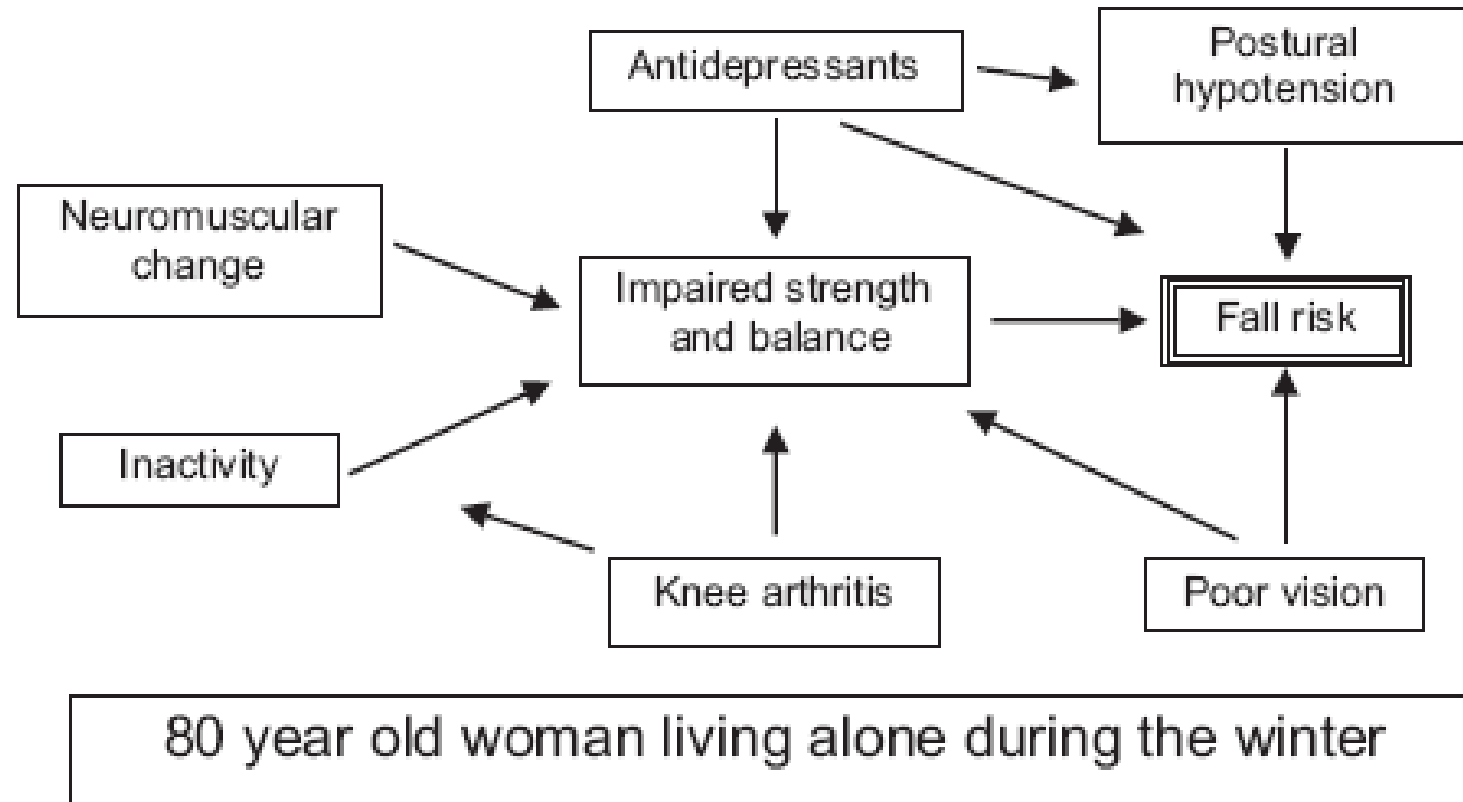 Antidepressants
Postural
hypotension
Neuromuscular
change
Impaired strength
and balance
Fall risk
Inactivity
Knee arthritis
Poor vision
80 year old woman living alone during the winter